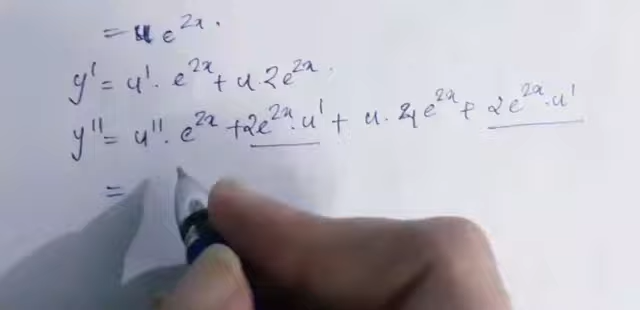 = u e^{2x}.
y' = u' · e^{2x} + u. 2e^{2x}.
y'' = u'' · e^{2x} + 2e^{2x} · u' + u. 4e^{2x} + 2e^{2x} · u'
=